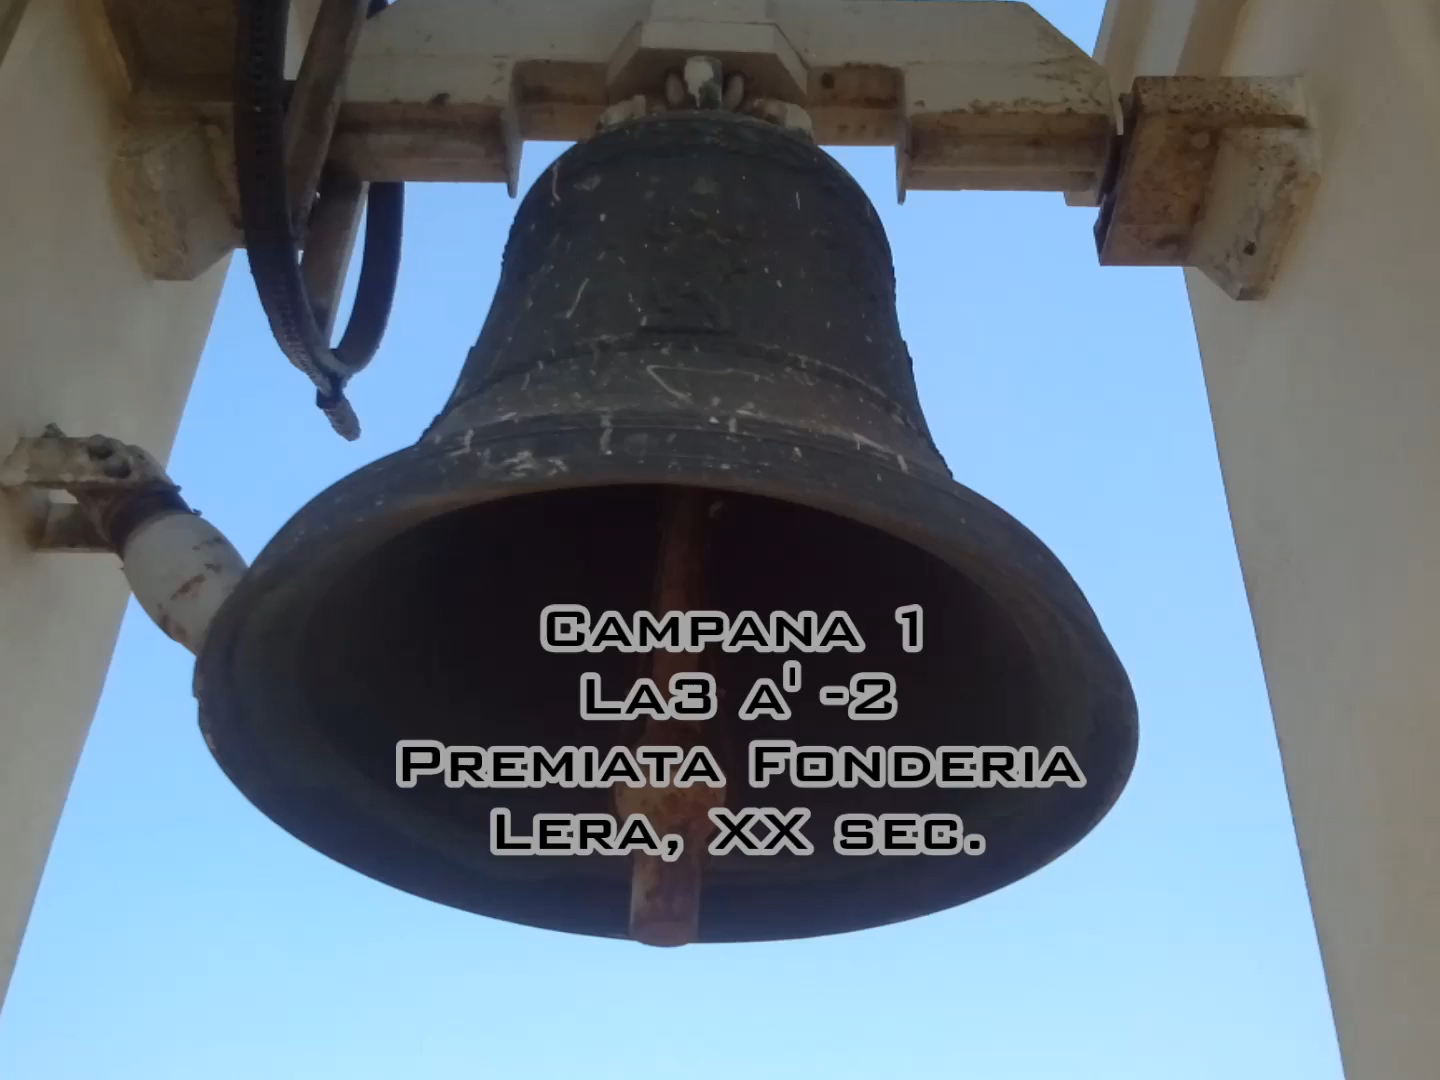 Campana 1
La3 a' -2
Premiata Fonderia
Lera, XX sec.